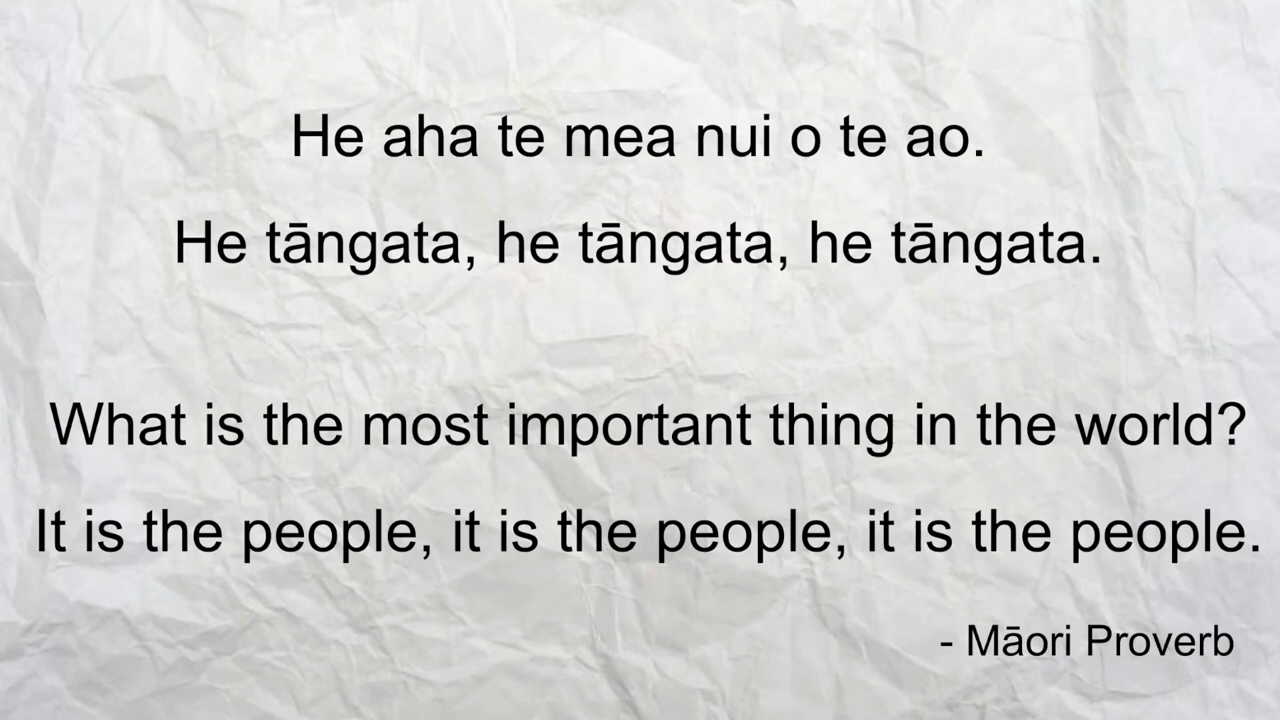 He aha te mea nui o te ao.
He tāngata, he tāngata, he tāngata.
What is the most important thing in the world?
It is the people, it is the people, it is the people.
- Māori Proverb